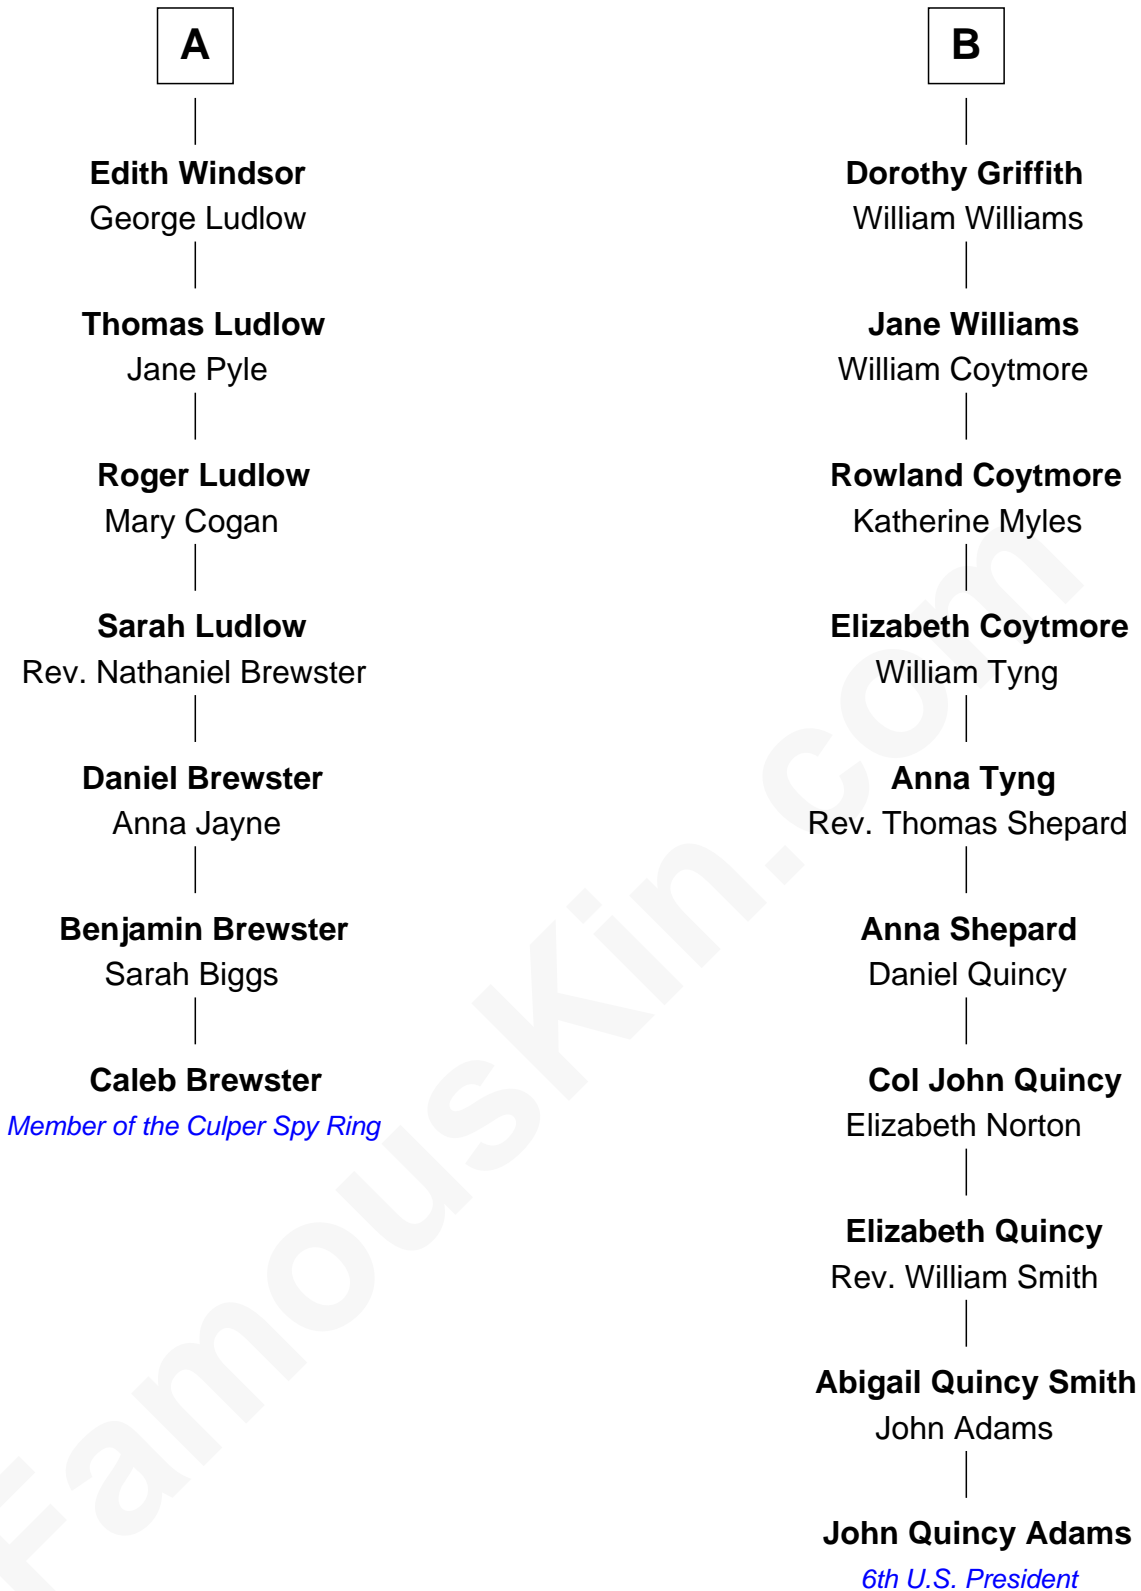 A
Edith Windsor
George Ludlow
Thomas Ludlow
Jane Pyle
Roger Ludlow
Mary Cogan
Sarah Ludlow
Rev. Nathaniel Brewster
Daniel Brewster
Anna Jayne
Benjamin Brewster
Sarah Biggs
Caleb Brewster
Member of the Culper Spy Ring
B
Dorothy Griffith
William Williams
Jane Williams
William Coytmore
Rowland Coytmore
Katherine Myles
Elizabeth Coytmore
William Tyng
Anna Tyng
Rev. Thomas Shepard
Anna Shepard
Daniel Quincy
Col John Quincy
Elizabeth Norton
Elizabeth Quincy
Rev. William Smith
Abigail Quincy Smith
John Adams
John Quincy Adams
6th U.S. President
FamousKin.com